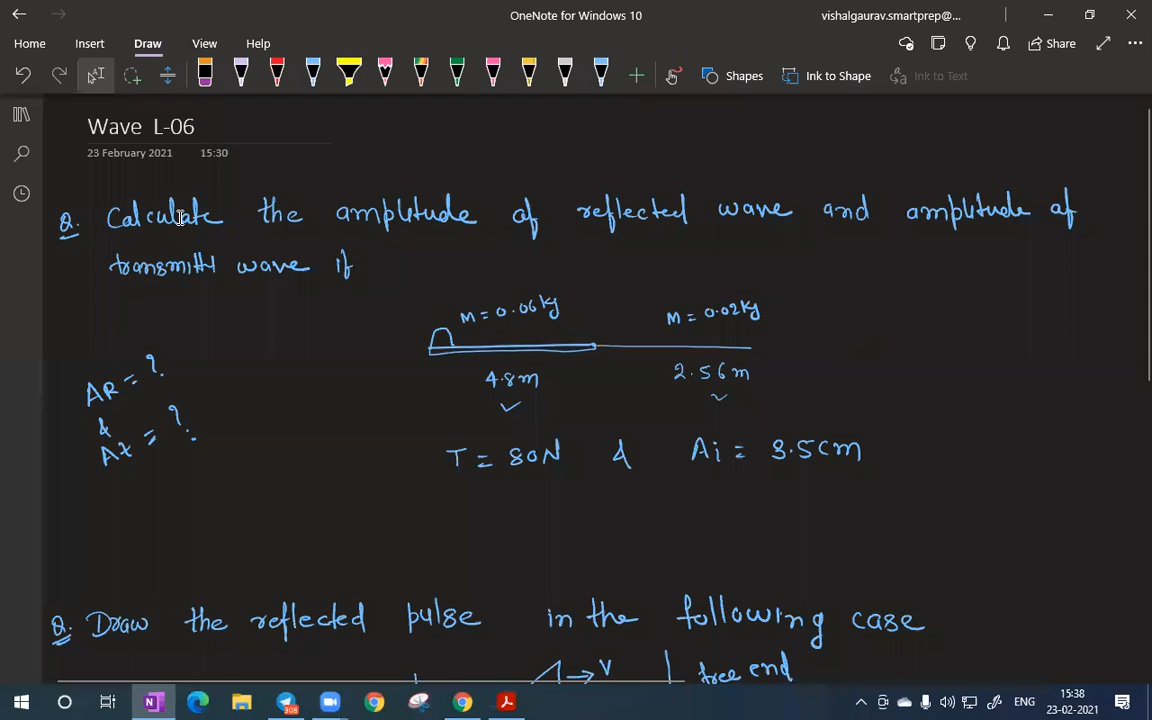 OneNote for Windows 10
vishalgaurav.smartprep@...
Home Insert Draw View Help
Share
Shapes Ink to Shape Ink to Text
Wave L-06
23 February 2021 15:30
Q. Calculate the amplitude of reflected wave and amplitude of
transmitt wave if
M = 0.06kg M = 0.02kg
4.8m 2.56m
AR = ?
&
At = ?
T = 80N & Ai = 3.5cm
Q. Draw the reflected pulse in the following case
V free end
ENG
15:38
23-02-2021